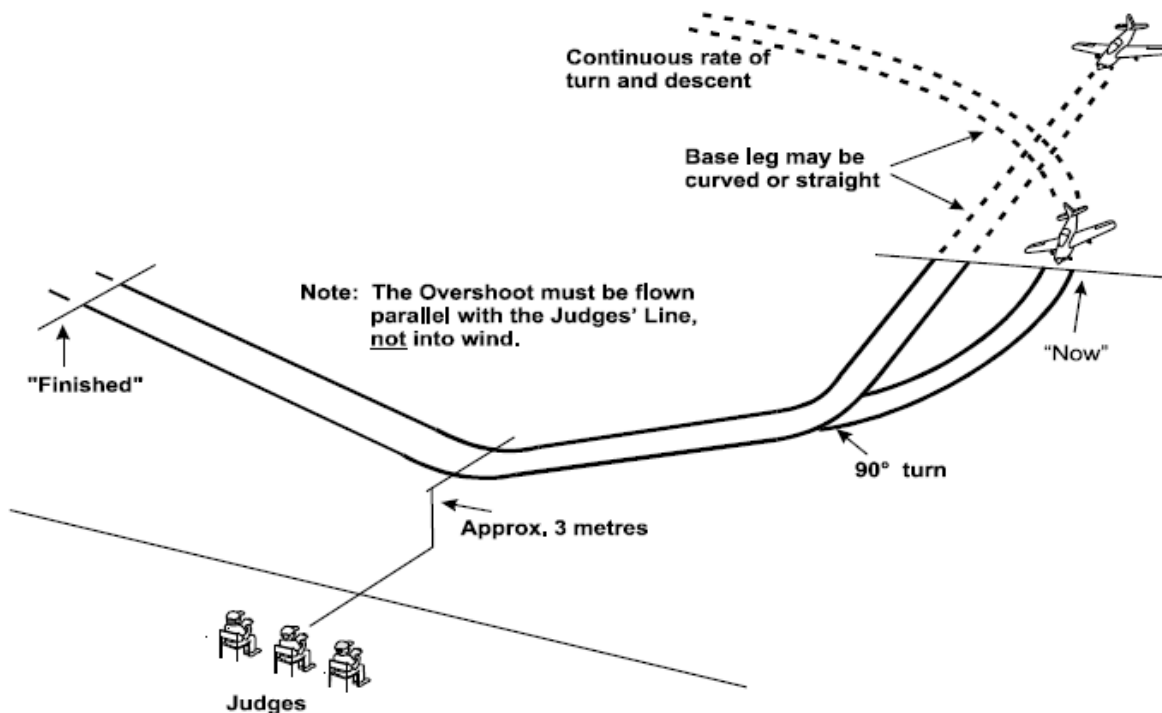 Continuous rate of
turn and descent
Base leg may be
curved or straight
Note: The Overshoot must be flown
parallel with the Judges' Line,
not into wind.
"Now"
"Finished"
90° turn
Approx. 3 metres
Judges